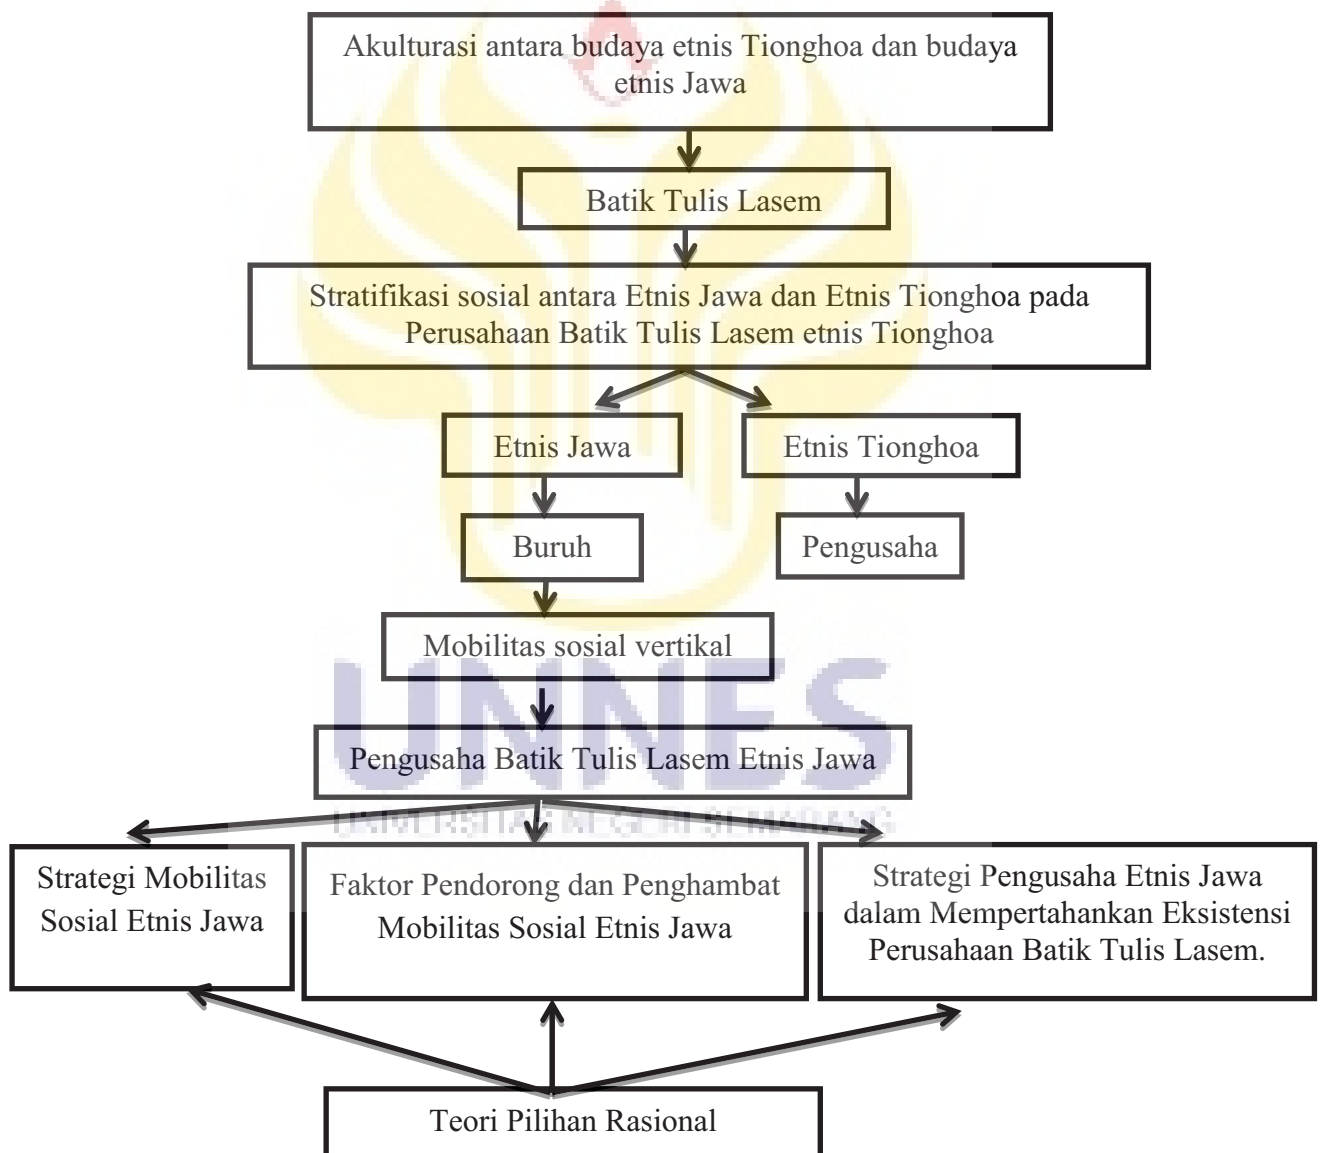 Akulturasi antara budaya etnis Tionghoa dan budaya
etnis Jawa
Batik Tulis Lasem
Stratifikasi sosial antara Etnis Jawa dan Etnis Tionghoa pada
Perusahaan Batik Tulis Lasem etnis Tionghoa
Etnis Jawa
Etnis Tionghoa
Buruh
Pengusaha
Mobilitas sosial vertikal
UNNES
Pengusaha Batik Tulis Lasem Etnis Jawa
UNIVERSITAS NEGERI SEMARANG
Strategi Mobilitas
Sosial Etnis Jawa
Faktor Pendorong dan Penghambat
Mobilitas Sosial Etnis Jawa
Strategi Pengusaha Etnis Jawa
dalam Mempertahankan Eksistensi
Perusahaan Batik Tulis Lasem.
Teori Pilihan Rasional